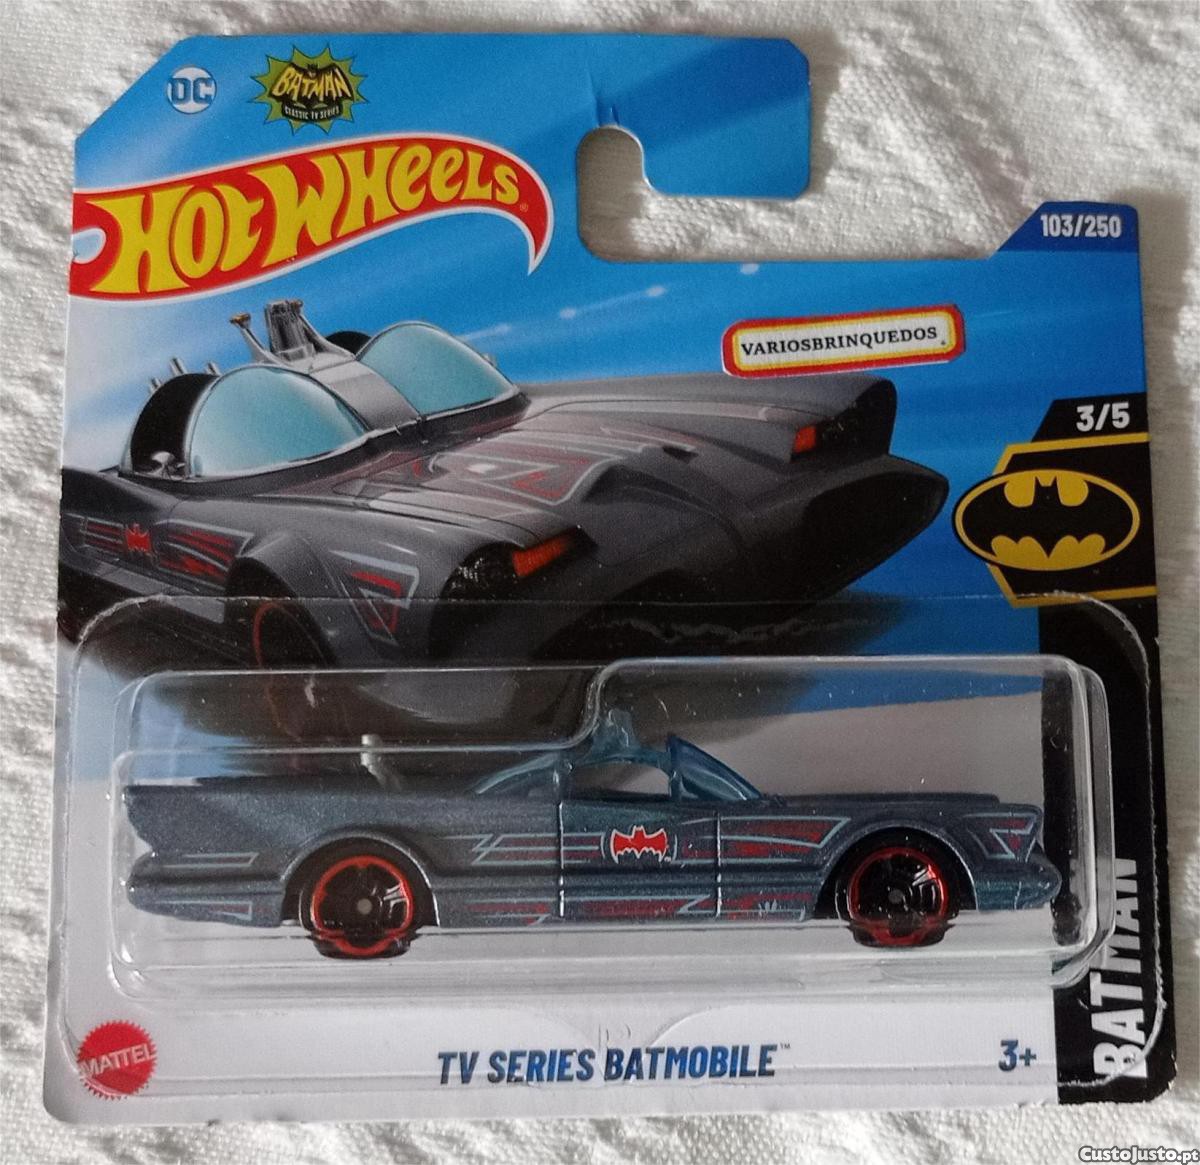 DC
BATMAN
CLASSIC TV SERIES
HOT WHEELS
103/250
VARIOSBRINQUEDOS
3/5
BATMAN
MATTEL
TV SERIES BATMOBILE™
3+
CustoJusto.pt